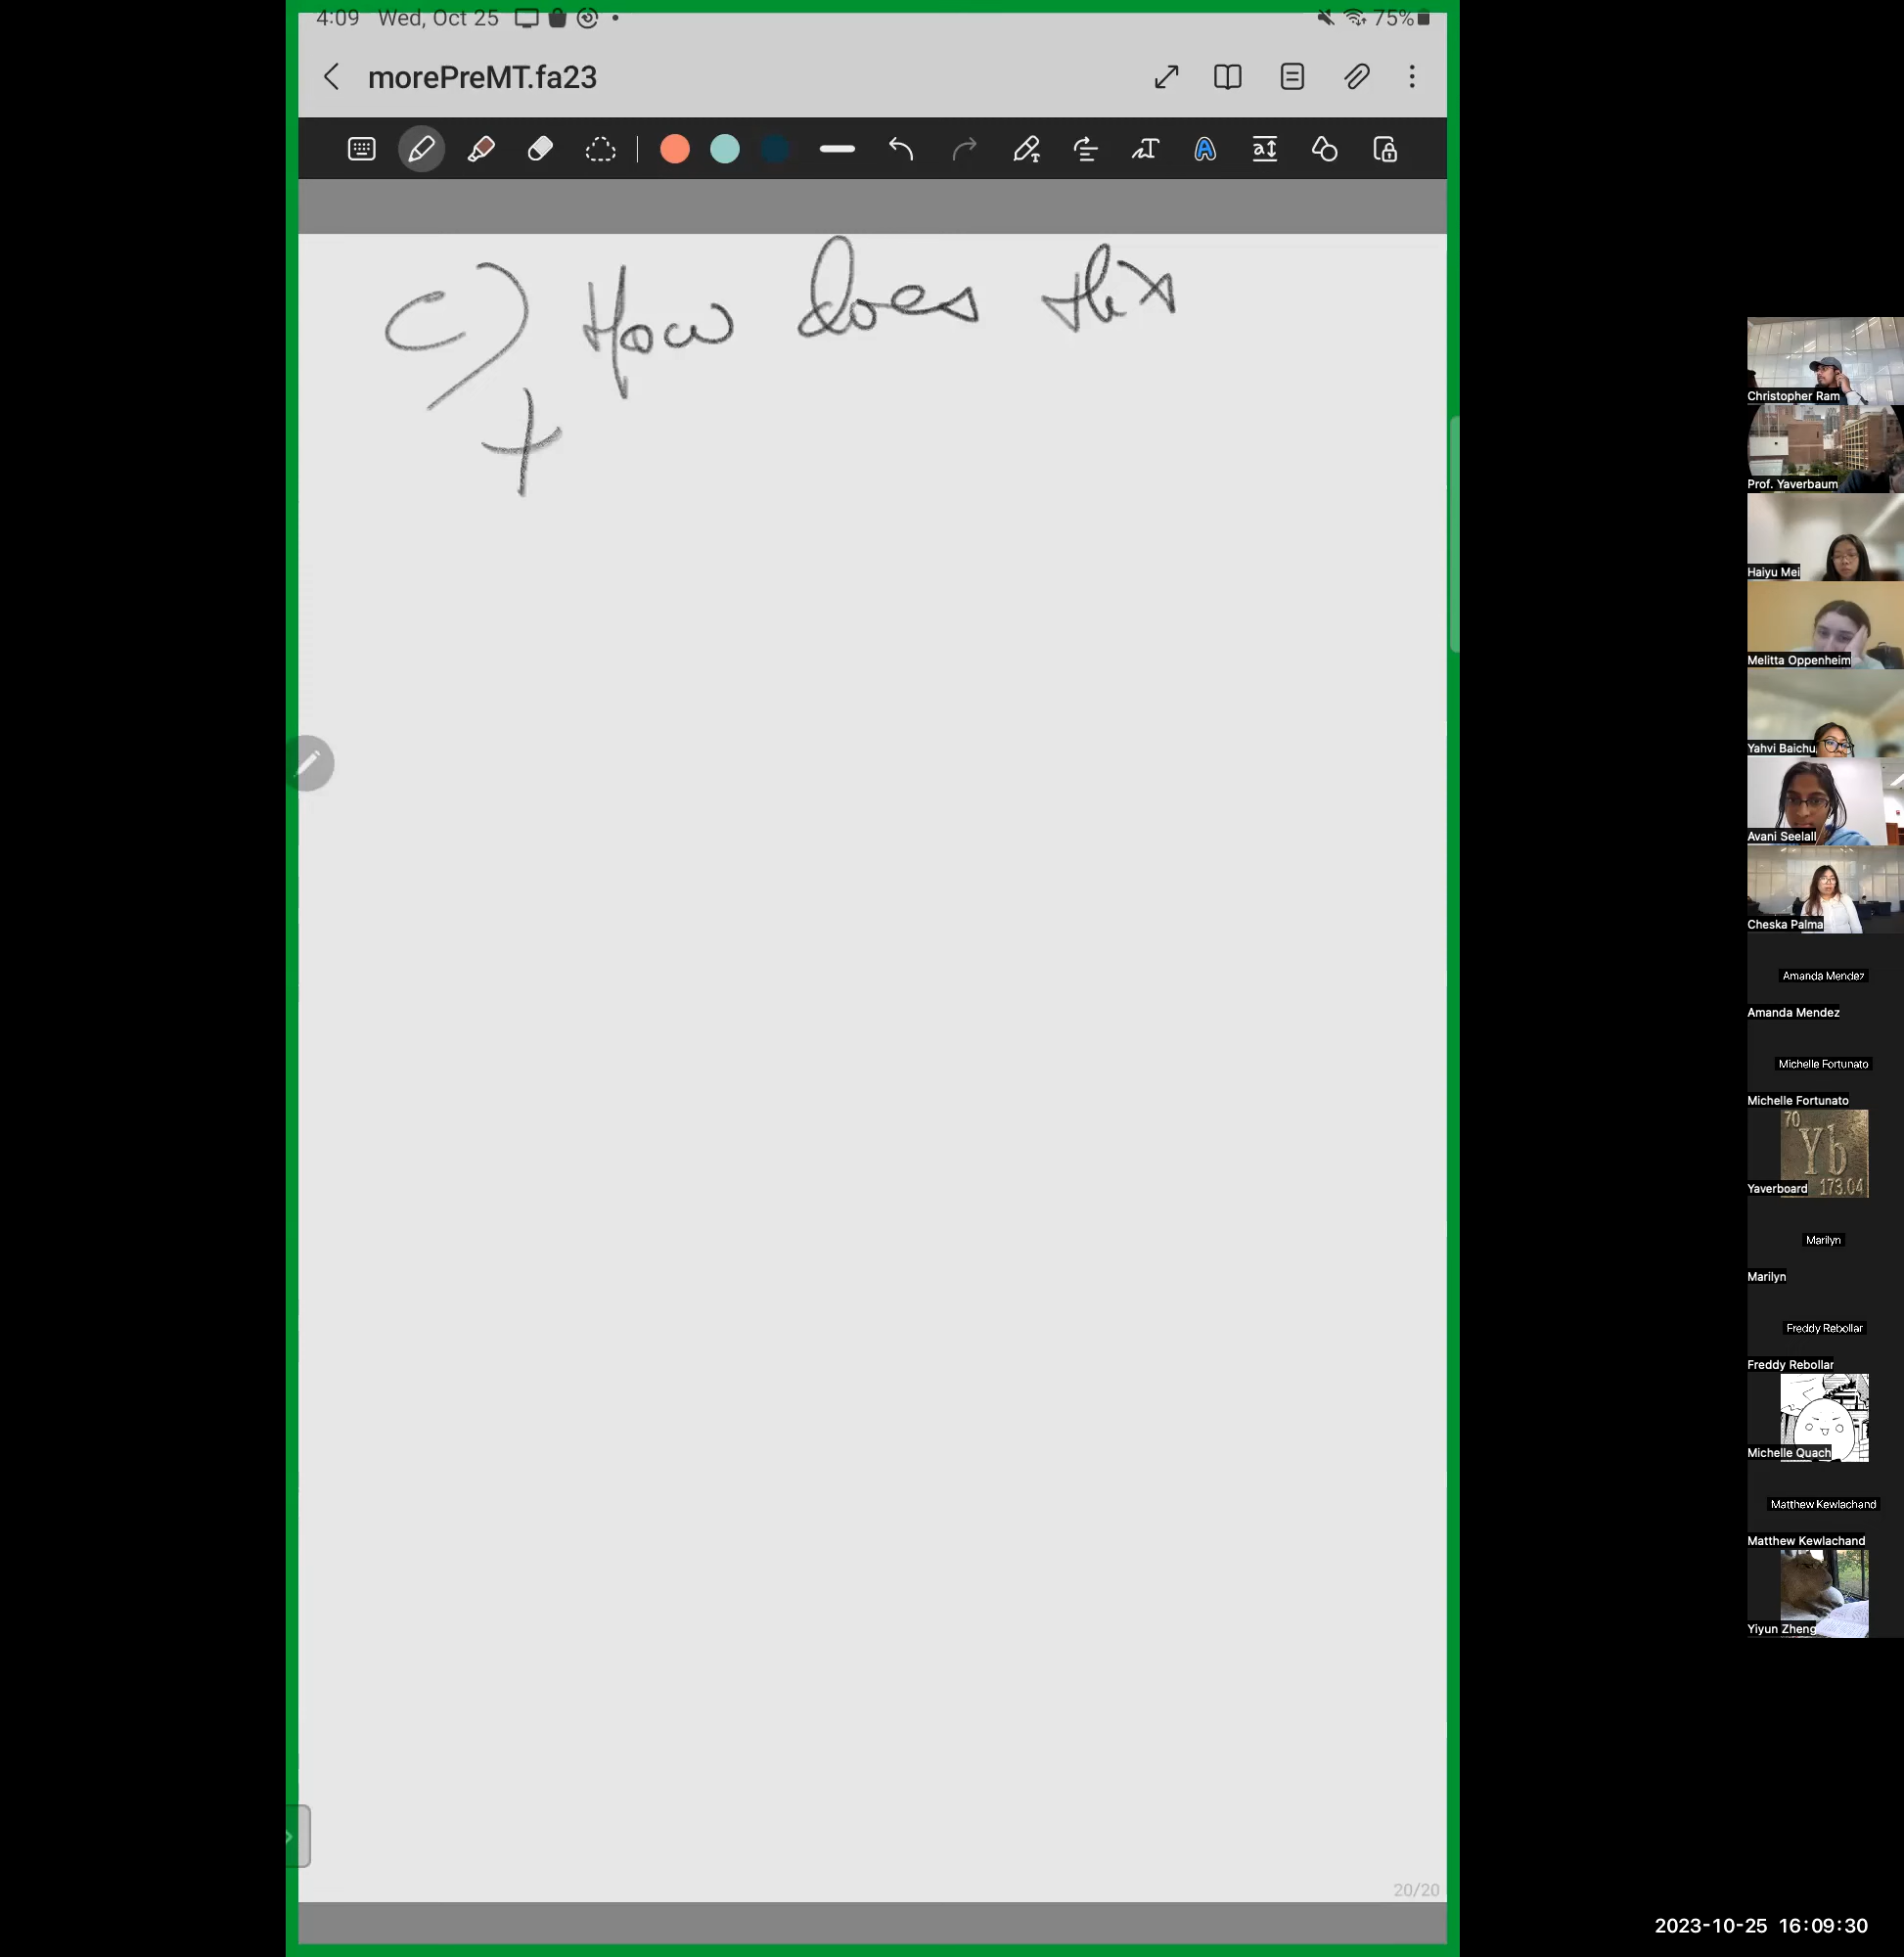 4:09 Wed, Oct 25 75%
morePreMT.fa23
C) How does this
t
20/20
Christopher Ram
Prof. Yaverbaum
Haiyu Mei
Melitta Oppenheim
Yahvi Baichu
Avani Seelall
Cheska Palma
Amanda Mendez
Amanda Mendez
Michelle Fortunato
Michelle Fortunato
70
Yb
173.04
Yaverboard
Marilyn
Marilyn
Freddy Rebollar
Freddy Rebollar
Michelle Quach
Matthew Kewlachand
Matthew Kewlachand
Yiyun Zheng
2023-10-25 16:09:30